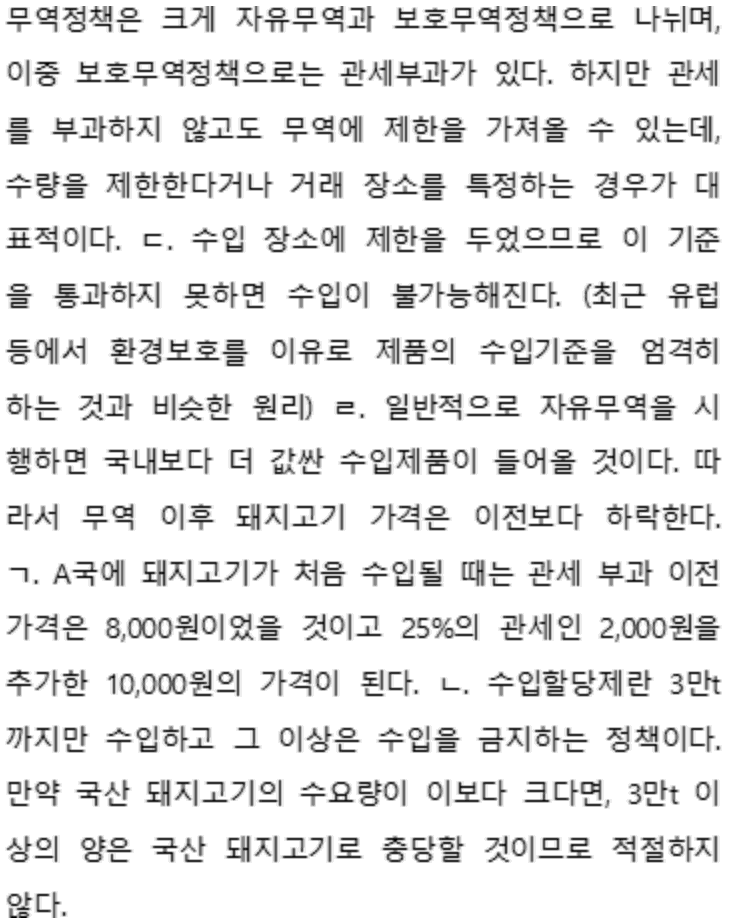 무역정책은 크게 자유무역과 보호무역정책으로 나뉘며,
이중 보호무역정책으로는 관세부과가 있다. 하지만 관세
를 부과하지 않고도 무역에 제한을 가져올 수 있는데,
수량을 제한한다거나 거래 장소를 특정하는 경우가 대
표적이다. ㄷ. 수입 장소에 제한을 두었으므로 이 기준
을 통과하지 못하면 수입이 불가능해진다. (최근 유럽
등에서 환경보호를 이유로 제품의 수입기준을 엄격히
하는 것과 비슷한 원리) ㄹ. 일반적으로 자유무역을 시
행하면 국내보다 더 값싼 수입제품이 들어올 것이다. 따
라서 무역 이후 돼지고기 가격은 이전보다 하락한다.
ㄱ. A국에 돼지고기가 처음 수입될 때는 관세 부과 이전
가격은 8,000원이었을 것이고 25%의 관세인 2,000원을
추가한 10,000원의 가격이 된다. ㄴ. 수입할당제란 3만t
까지만 수입하고 그 이상은 수입을 금지하는 정책이다.
만약 국산 돼지고기의 수요량이 이보다 크다면, 3만t 이
상의 양은 국산 돼지고기로 충당할 것이므로 적절하지
않다.